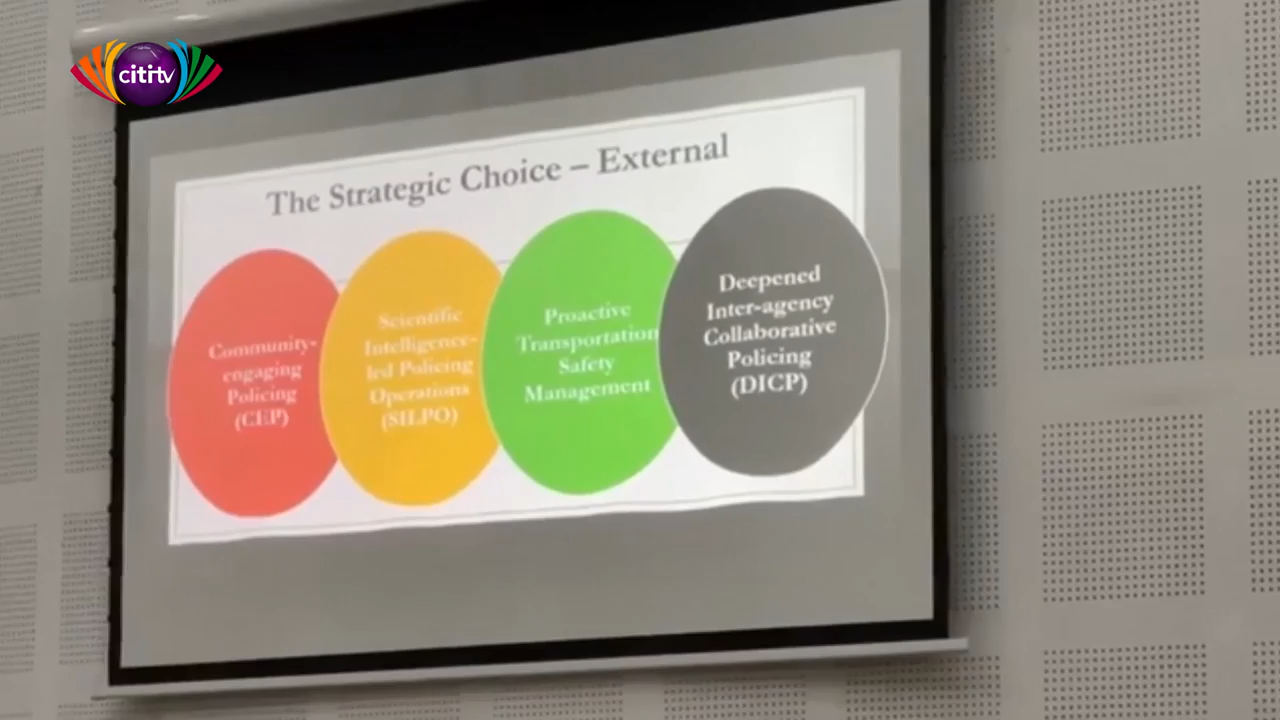 citi tv
The Strategic Choice – External
Community-
engaging
Policing
(CEP)
Scientific
Intelligence-
led Policing
Operations
(SILPO)
Proactive
Transportation
Safety
Management
Deepened
Inter-agency
Collaborative
Policing
(DICP)